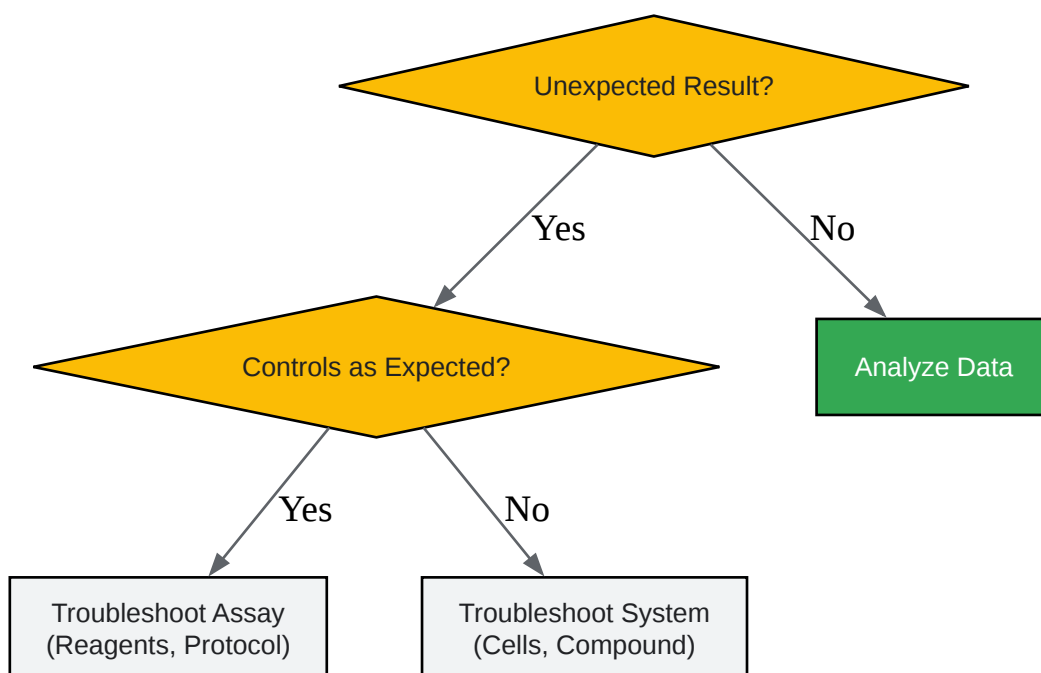 Unexpected Result?
Yes
No
Controls as Expected?
Analyze Data
Yes
No
Troubleshoot Assay
(Reagents, Protocol)
Troubleshoot System
(Cells, Compound)